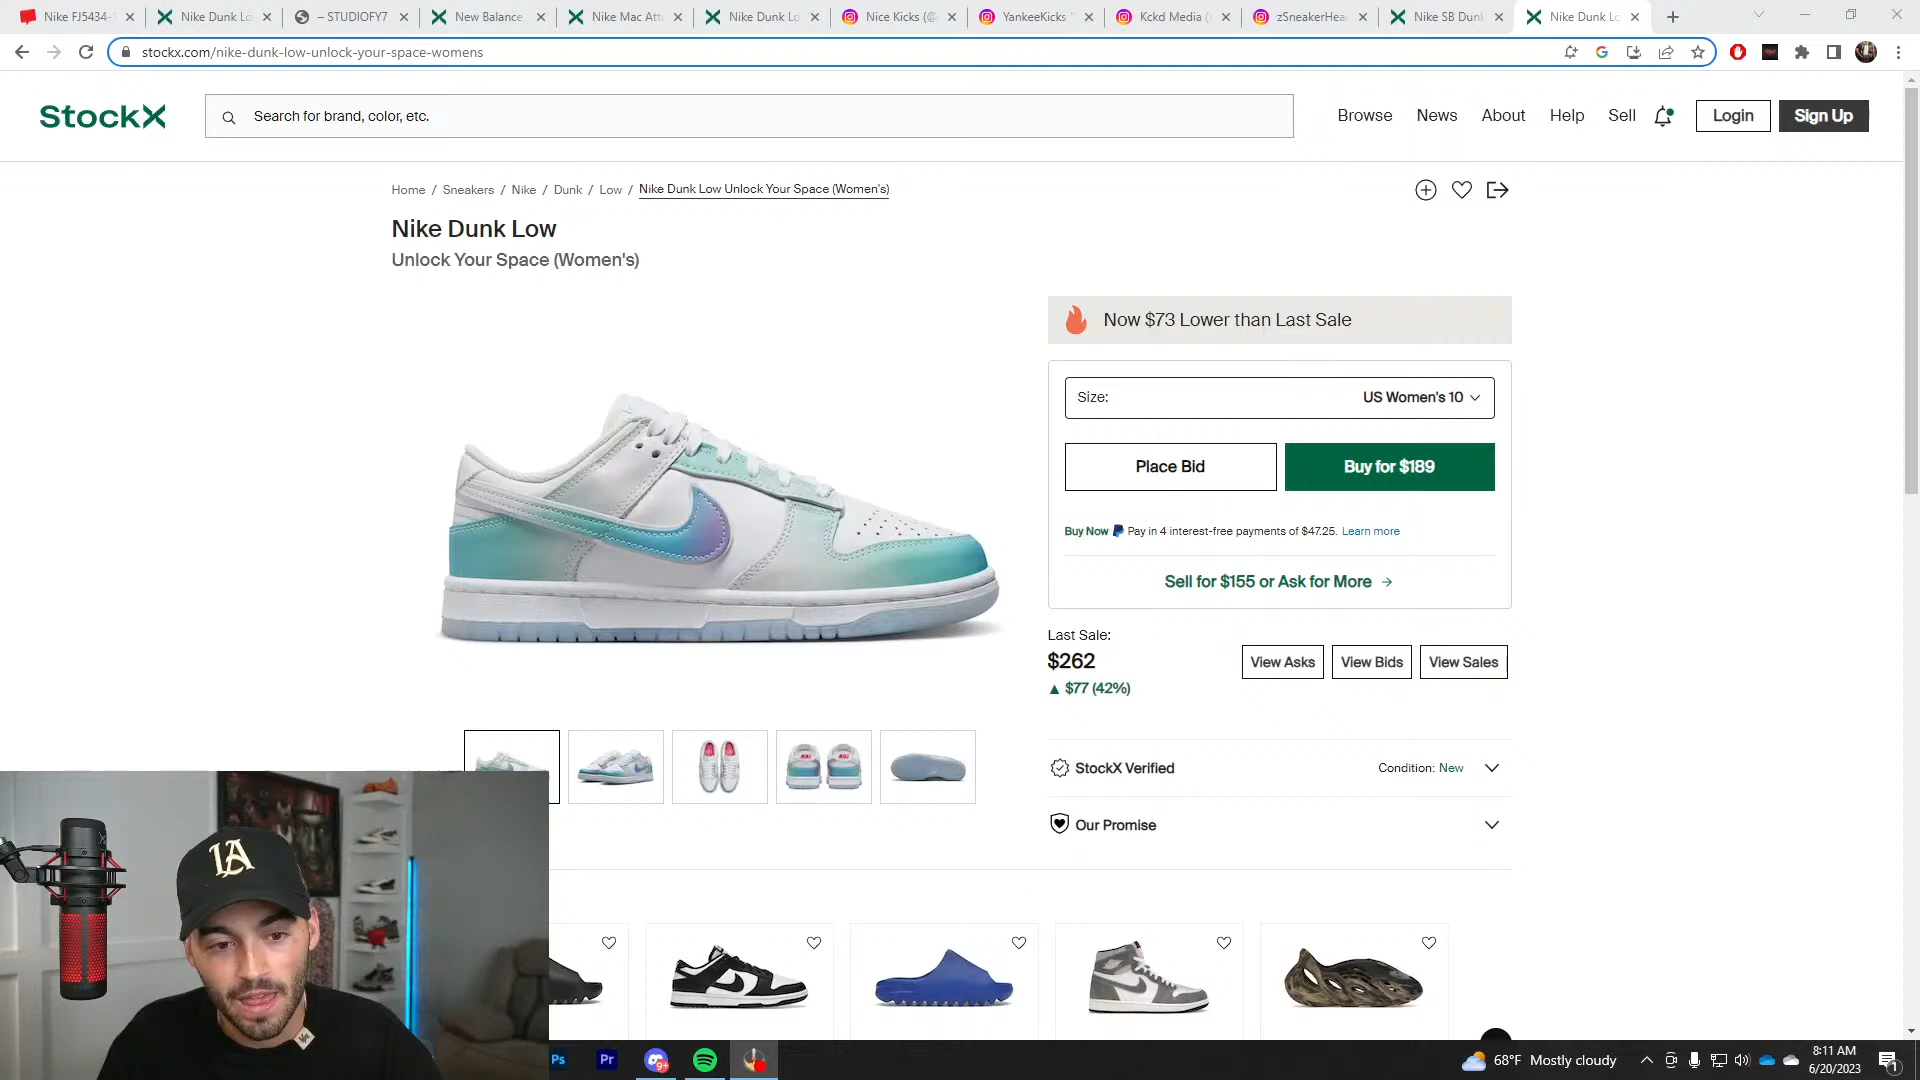 Nike FJ5434-
Nike Dunk Lo
– STUDIOFY7
New Balance
Nike Mac Atta
Nike Dunk Lo
Nice Kicks (@
YankeeKicks
Kckd Media (
zSneakerHea
Nike SB Dunk
Nike Dunk Lo
stockx.com/nike-dunk-low-unlock-your-space-womens
StockX
Search for brand, color, etc.
Browse
News
About
Help
Sell
Login
Sign Up
Home / Sneakers / Nike / Dunk / Low / Nike Dunk Low Unlock Your Space (Women's)
Nike Dunk Low
Unlock Your Space (Women's)
Now $73 Lower than Last Sale
Size:
US Women's 10
Place Bid
Buy for $189
Buy Now Pay in 4 interest-free payments of $47.25. Learn more
Sell for $155 or Ask for More
Last Sale:
$262
▲ $77 (42%)
View Asks
View Bids
View Sales
StockX Verified
Condition: New
Our Promise
LA
Ps
Pr
9+
68°F Mostly cloudy
8:11 AM
6/20/2023
1